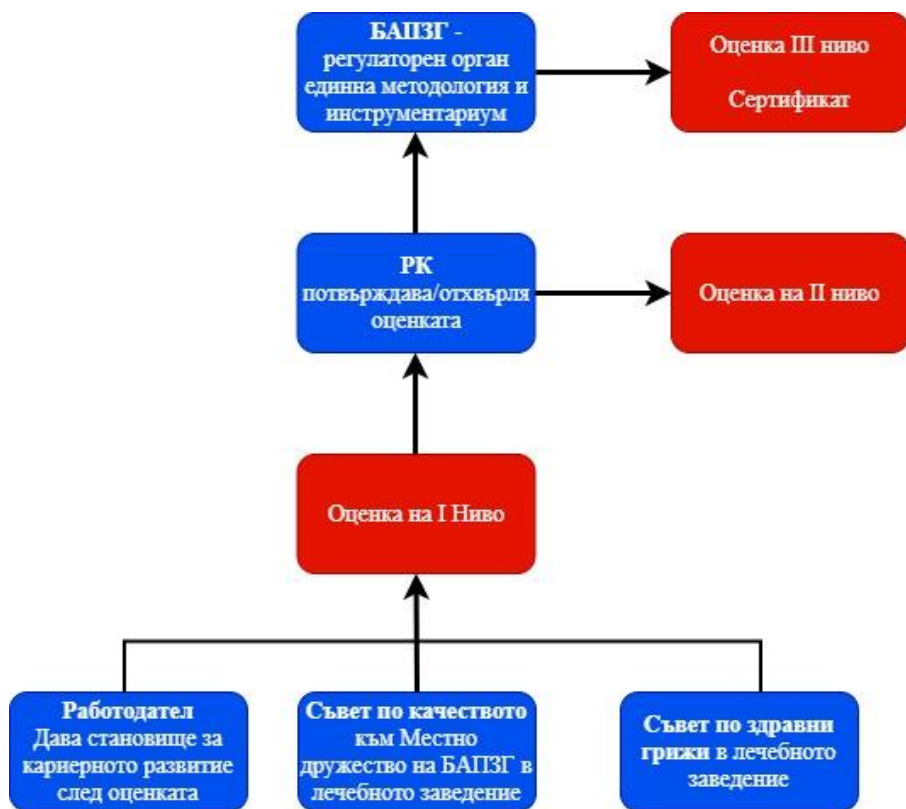 БАПЗГ -
регулаторен орган
единна методология и
инструментариум
Оценка III ниво
Сертификат
РК
потвърждава/отхвърля
оценката
Оценка на II ниво
Оценка на I Ниво
Работодател
Дава становище за
кариерното развитие
след оценката
Съвет по качеството
към Местно
дружество на БАПЗГ в
лечебното заведение
Съвет по здравни
грижи в лечебното
заведение